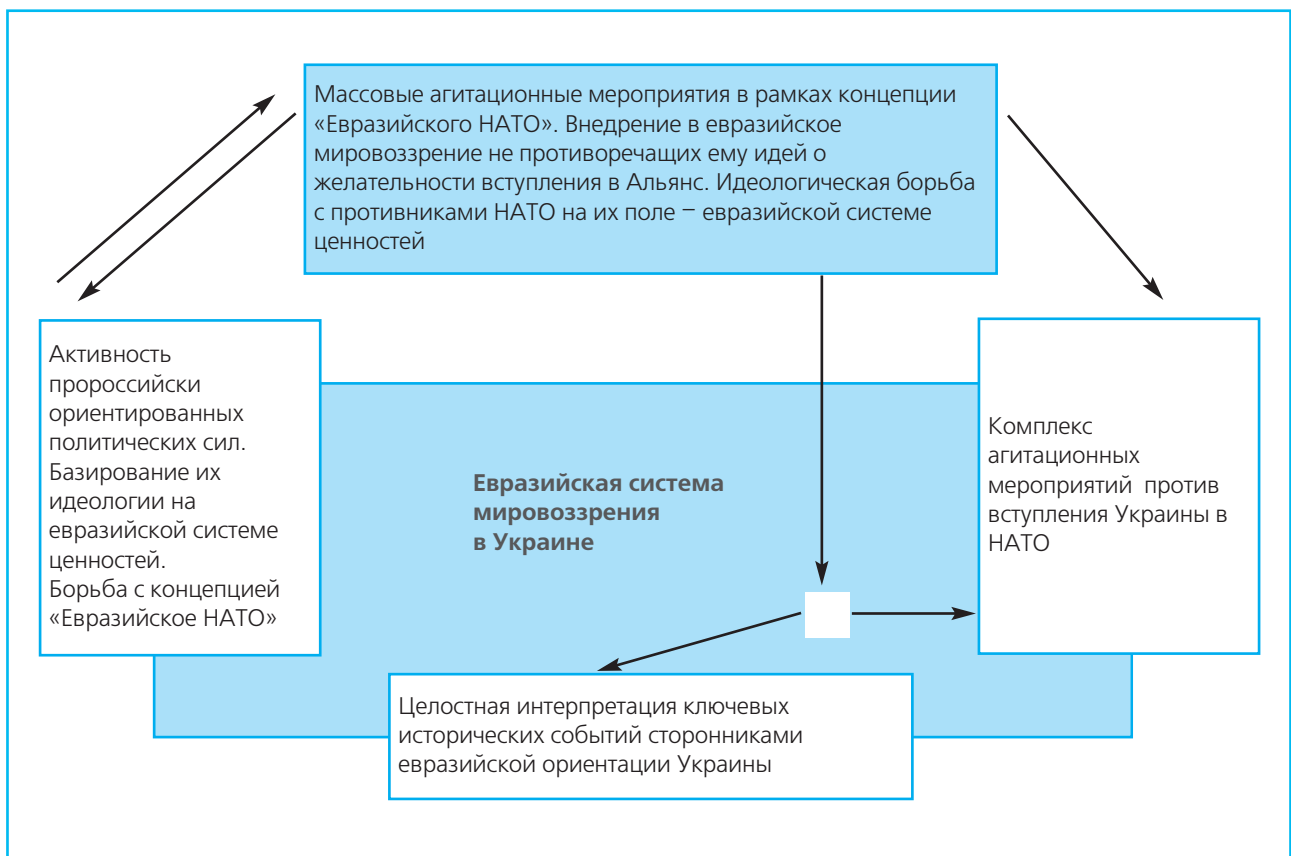 Массовые агитационные мероприятия в рамках концепции
«Евразийского НАТО». Внедрение в евразийское
мировоззрение не противоречащих ему идей о
желательности вступления в Альянс. Идеологическая борьба
с противниками НАТО на их поле – евразийской системе
ценностей
Активность
пророссийски
ориентированных
политических сил.
Базирование их
идеологии на
евразийской системе
ценностей.
Борьба с концепцией
«Евразийское НАТО»
Евразийская система
мировоззрения
в Украине
Комплекс
агитационных
мероприятий против
вступления Украины в
НАТО
Целостная интерпретация ключевых
исторических событий сторонниками
евразийской ориентации Украины